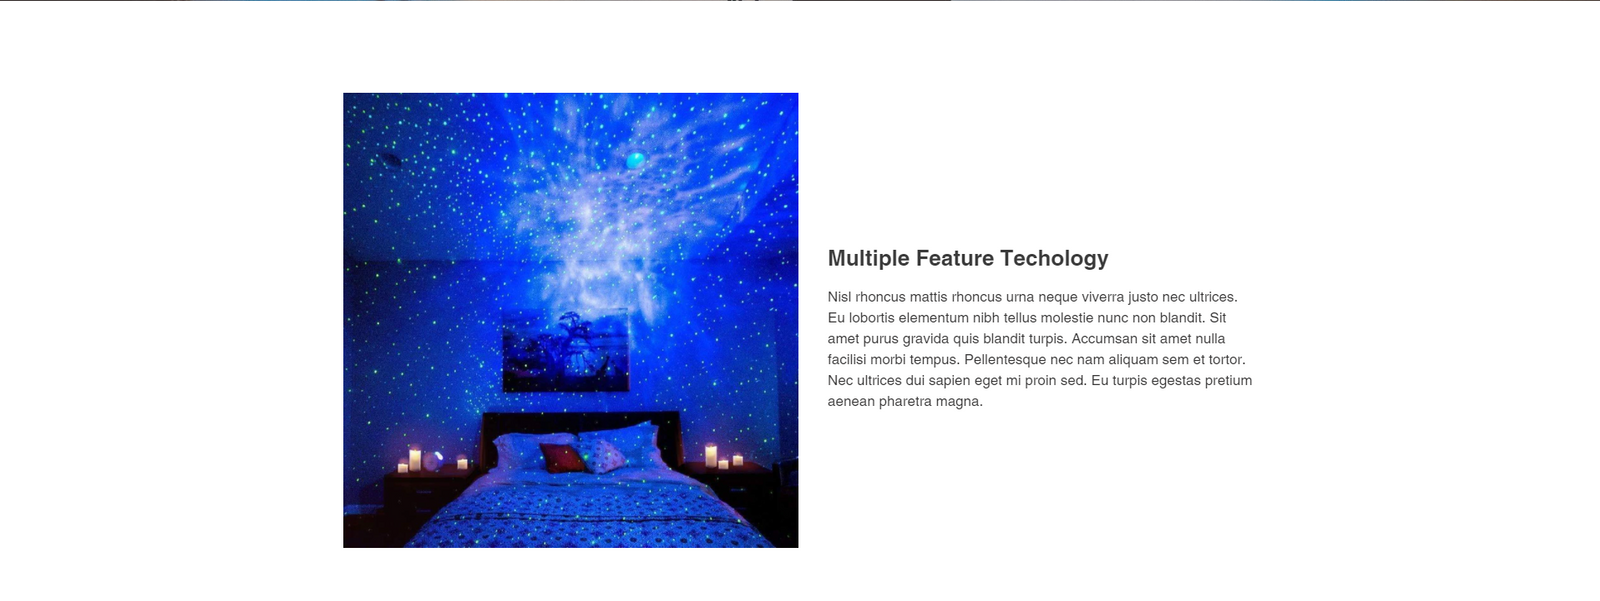 Multiple Feature Techology
Nisl rhoncus mattis rhoncus urna neque viverra justo nec ultrices.
Eu lobortis elementum nibh tellus molestie nunc non blandit. Sit
amet purus gravida quis blandit turpis. Accumsan sit amet nulla
facilisi morbi tempus. Pellentesque nec nam aliquam sem et tortor.
Nec ultrices dui sapien eget mi proin sed. Eu turpis egestas pretium
aenean pharetra magna.